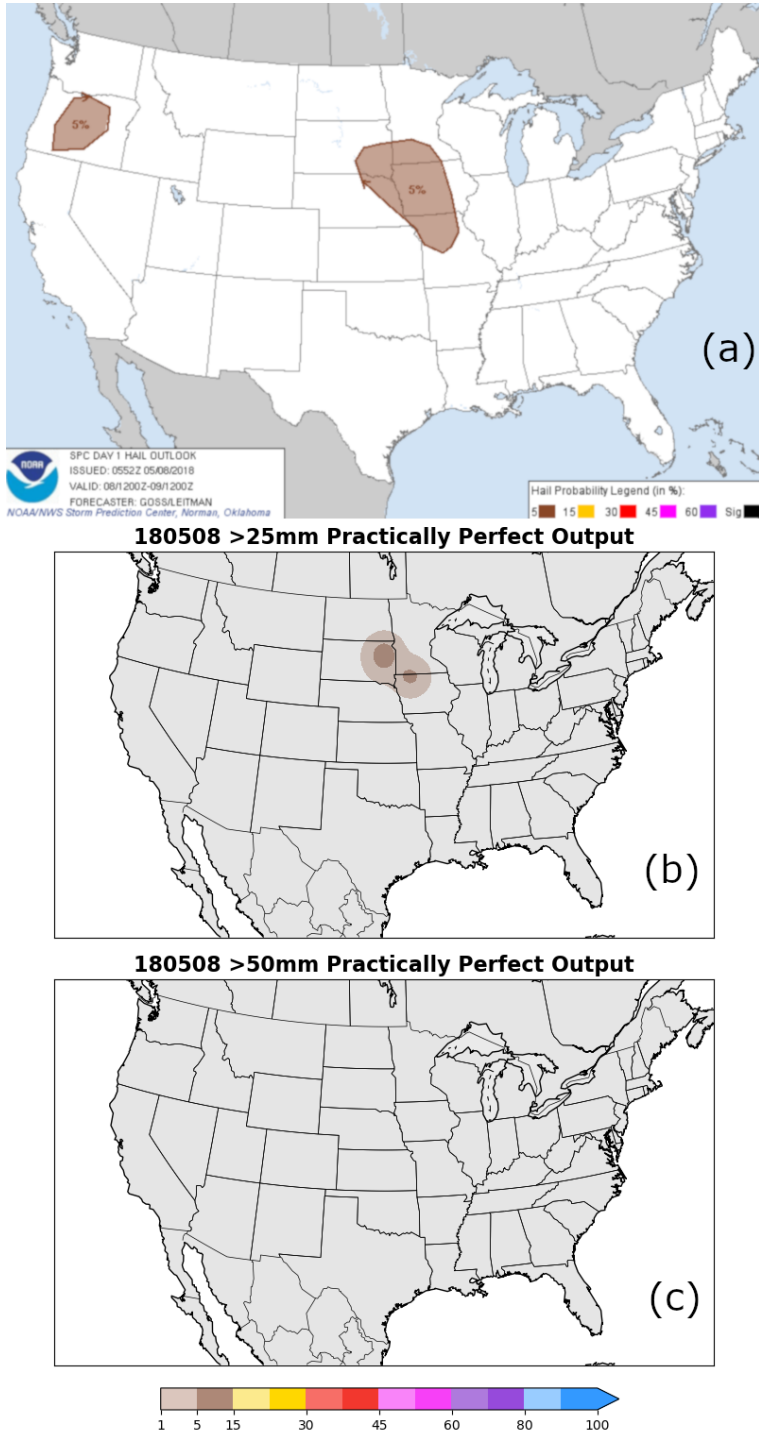 5%
5%
(a)
NOAA
SPC DAY 1 HAIL OUTLOOK
ISSUED: 0552Z 05/08/2018
VALID: 08/1200Z-09/1200Z
FORECASTER: GOSS/LEITMAN
NOAA/NWS Storm Prediction Center, Norman, Oklahoma
Hail Probability Legend (in %):
5 15 30 45 60 Sig
180508 >25mm Practically Perfect Output
(b)
180508 >50mm Practically Perfect Output
(c)
1 5 15 30 45 60 80 100